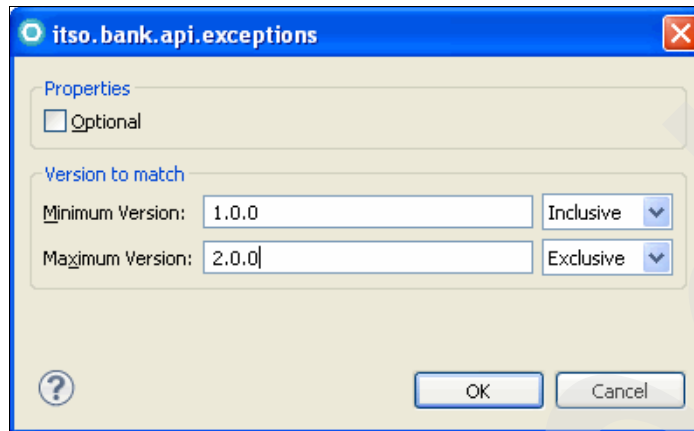 itso.bank.api.exceptions
Properties
Optional
Version to match
Minimum Version: 1.0.0 Inclusive
Maximum Version: 2.0.0 Exclusive
? OK Cancel